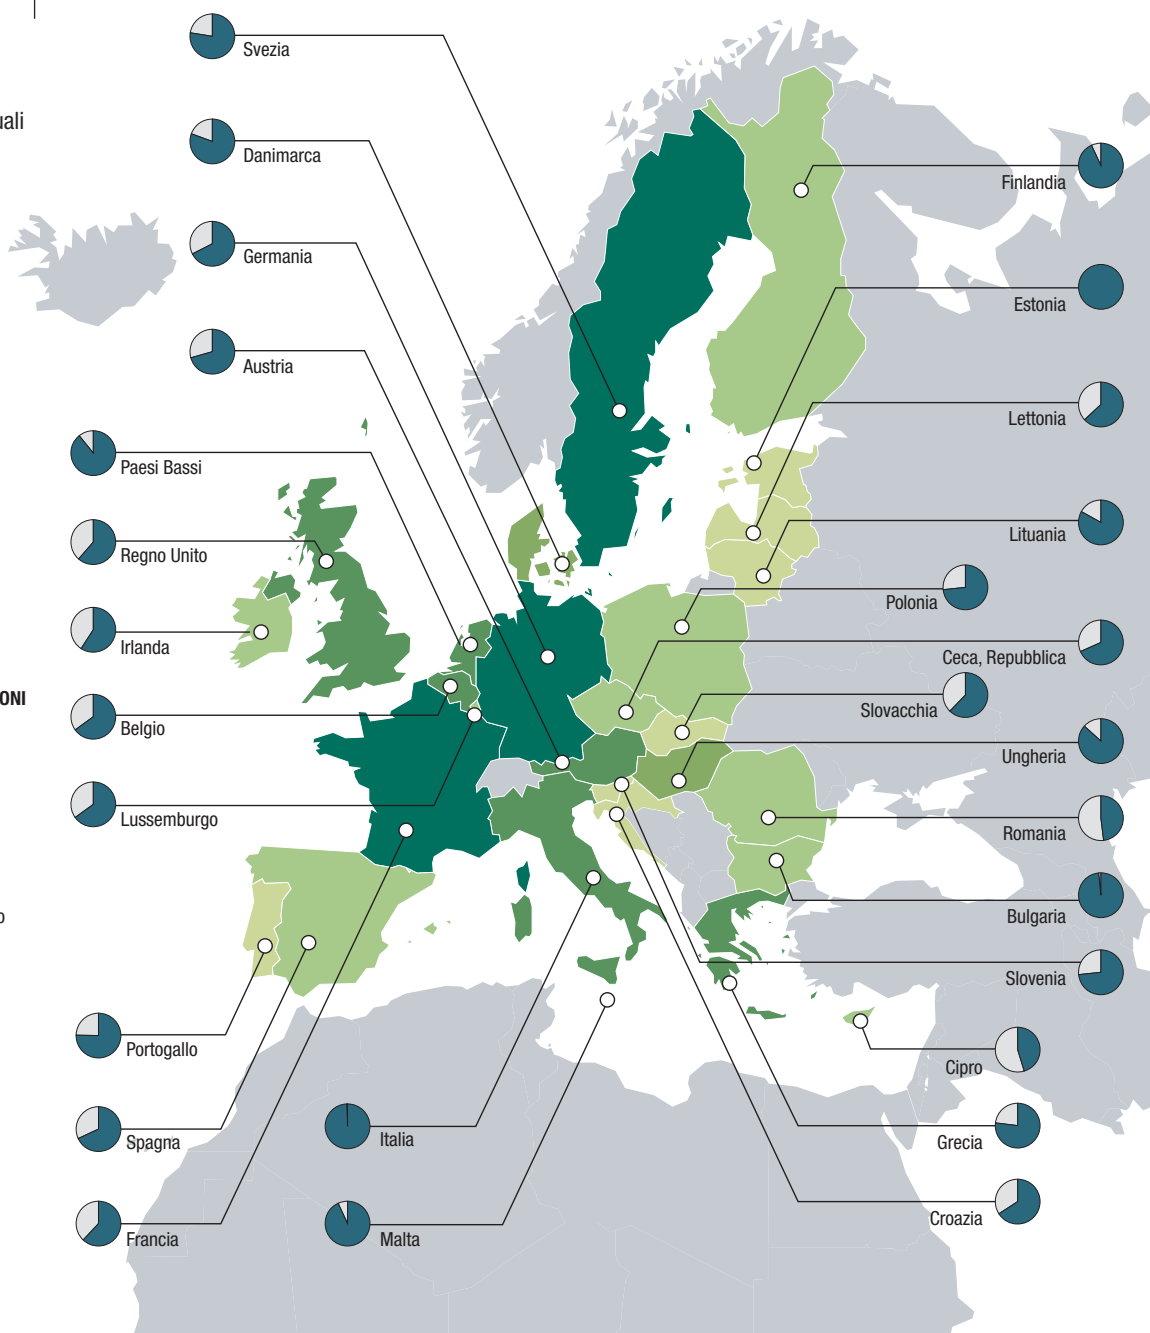 Svezia
uali
Danimarca
Finlandia
Germania
Estonia
Austria
Lettonia
Paesi Bassi
Lituania
Regno Unito
Polonia
Irlanda
Ceca, Repubblica
ONI
Slovacchia
Belgio
Ungheria
Lussemburgo
Romania
o
Bulgaria
Slovenia
Portogallo
Cipro
Spagna
Italia
Grecia
Francia
Malta
Croazia